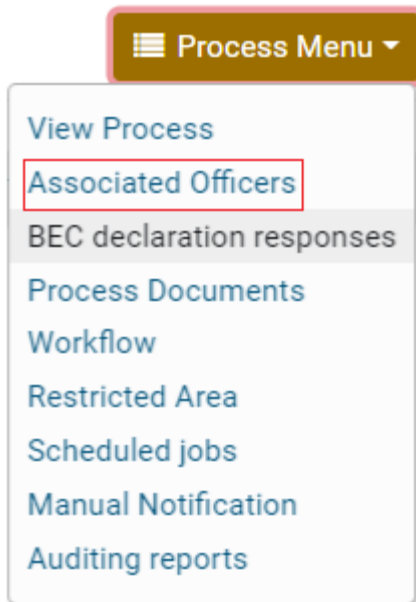 Process Menu
View Process
Associated Officers
BEC declaration responses
Process Documents
Workflow
Restricted Area
Scheduled jobs
Manual Notification
Auditing reports